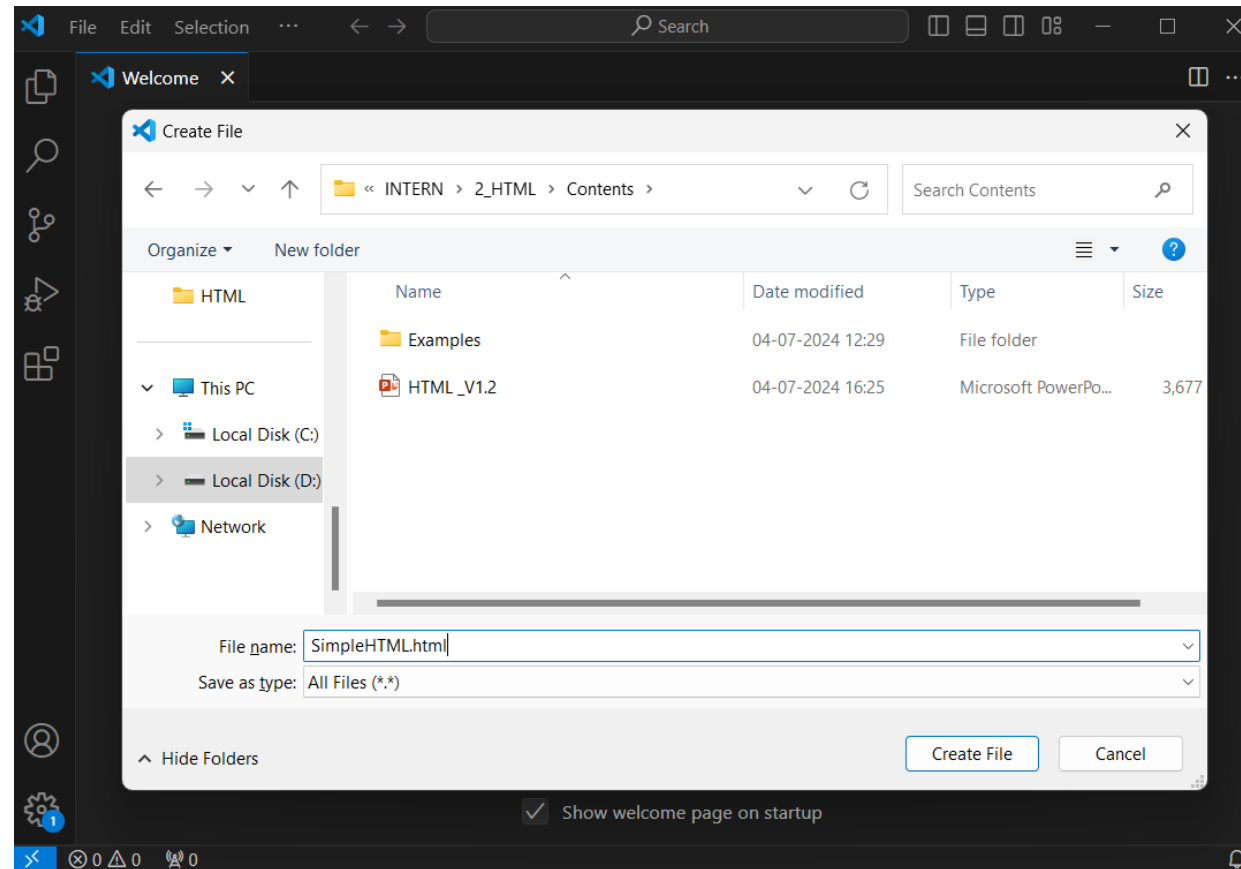 File Edit Selection ··· Search
Welcome
Create File
« INTERN > 2_HTML > Contents > Search Contents
Organize New folder
HTML
Name Date modified Type Size
Examples 04-07-2024 12:29 File folder
This PC
HTML _V1.2 04-07-2024 16:25 Microsoft PowerPo... 3,677
Local Disk (C:)
Local Disk (D:)
Network
File name: SimpleHTML.html
Save as type: All Files (*.*)
Hide Folders Create File Cancel
1
Show welcome page on startup
0 0 0